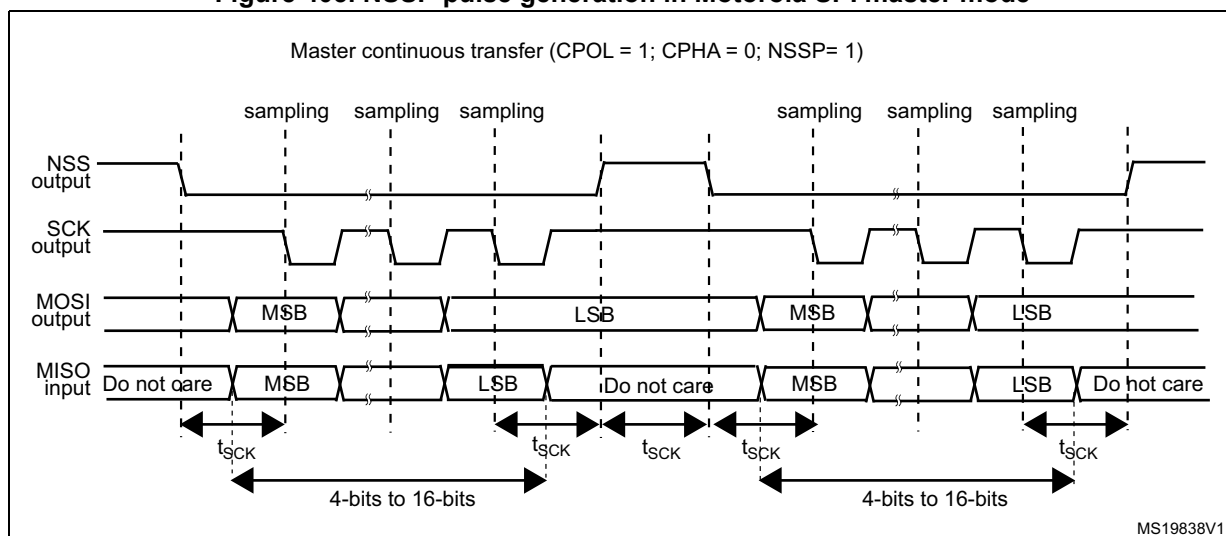 Figure 403. NSSP pulse generation in Motorola SPI master mode
Master continuous transfer (CPOL = 1; CPHA = 0; NSSP= 1)
sampling sampling sampling sampling sampling sampling
NSS output
SCK output
MOSI output MSB LSB MSB LSB
MISO input Do not care MSB LSB Do not care MSB LSB Do not care
tSCK tSCK tSCK tSCK tSCK
4-bits to 16-bits 4-bits to 16-bits
MS19838V1